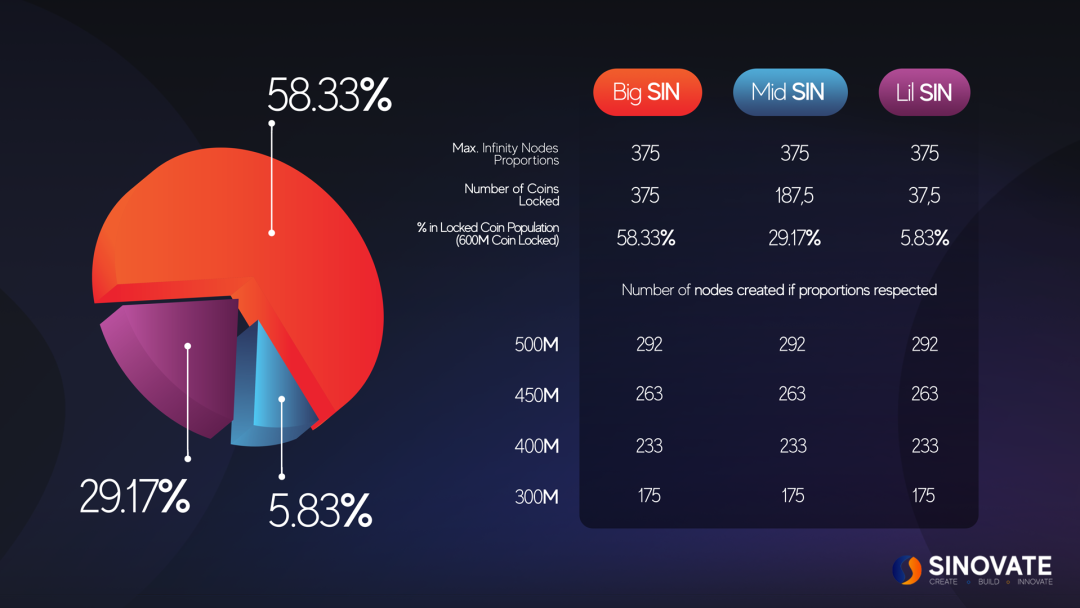 58.33%
29.17%
5.83%
Big SIN Mid SIN Lil SIN
Max. Infinity Nodes
Proportions
375 375 375
Number of Coins
Locked
375 187,5 37,5
% in Locked Coin Population
(600M Coin Locked)
58.33% 29.17% 5.83%
Number of nodes created if proportions respected
500M 292 292 292
450M 263 263 263
400M 233 233 233
300M 175 175 175
SINOVATE
CREATE BUILD INNOVATE